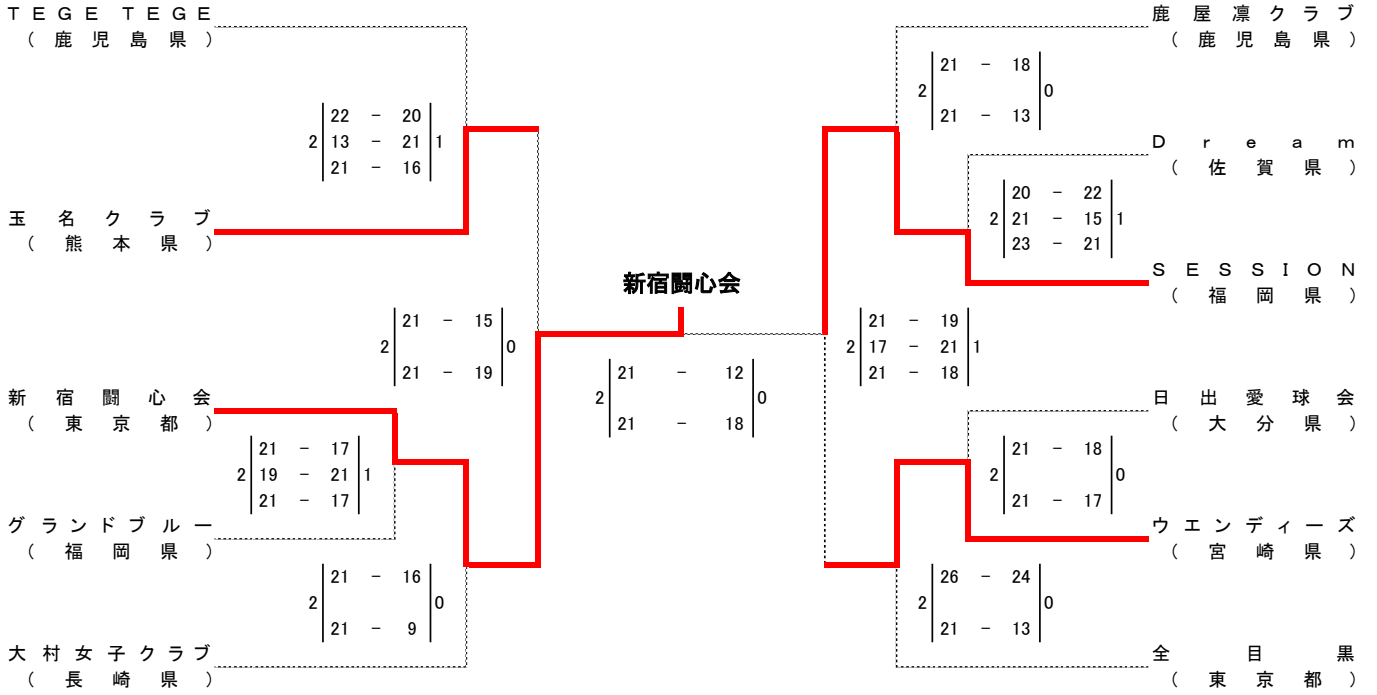 TEGE TEGE
(鹿児島県)
22 - 20
2 13 - 21 1
21 - 16
玉名クラブ
(熊本県)
21 - 15
2 0
21 - 19
新宿闘心会
(東京都)
21 - 17
2 19 - 21 1
21 - 17
グランドブルー
(福岡県)
21 - 16
2 0
21 - 9
大村女子クラブ
(長崎県)
新宿闘心会
21 - 12
2 0
21 - 18
鹿屋凛クラブ
(鹿児島県)
21 - 18
2 0
21 - 13
Dream
(佐賀県)
20 - 22
2 21 - 15 1
23 - 21
SESSION
(福岡県)
21 - 19
2 17 - 21 1
21 - 18
日出愛球会
(大分県)
21 - 18
2 0
21 - 17
ウエンディーズ
(宮崎県)
26 - 24
2 0
21 - 13
全目黒
(東京都)